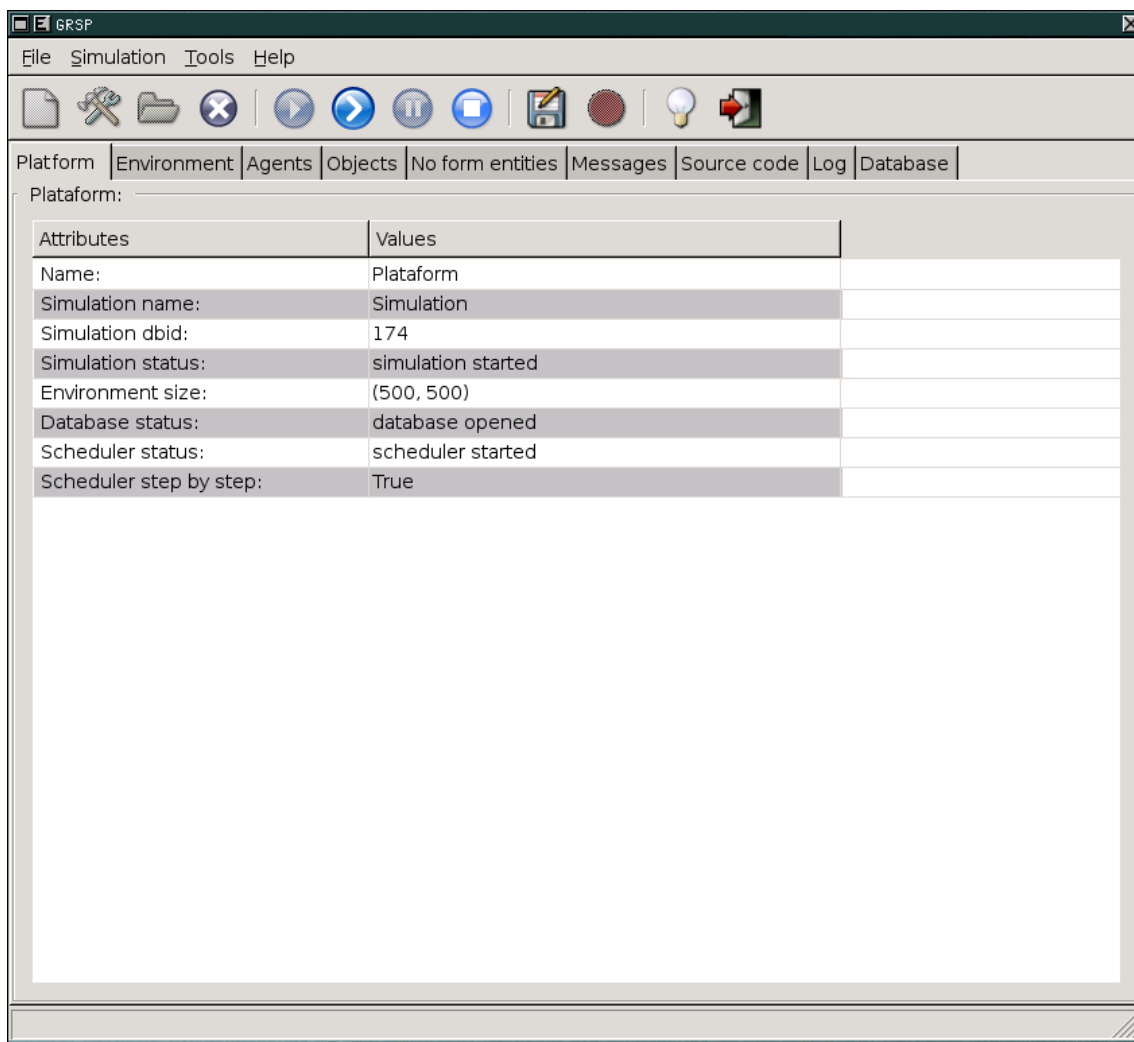 GRSP
File Simulation Tools Help
Platform Environment Agents Objects No form entities Messages Source code Log Database
Plataform:
Attributes Values
Name: Plataform
Simulation name: Simulation
Simulation dbid: 174
Simulation status: simulation started
Environment size: (500, 500)
Database status: database opened
Scheduler status: scheduler started
Scheduler step by step: True